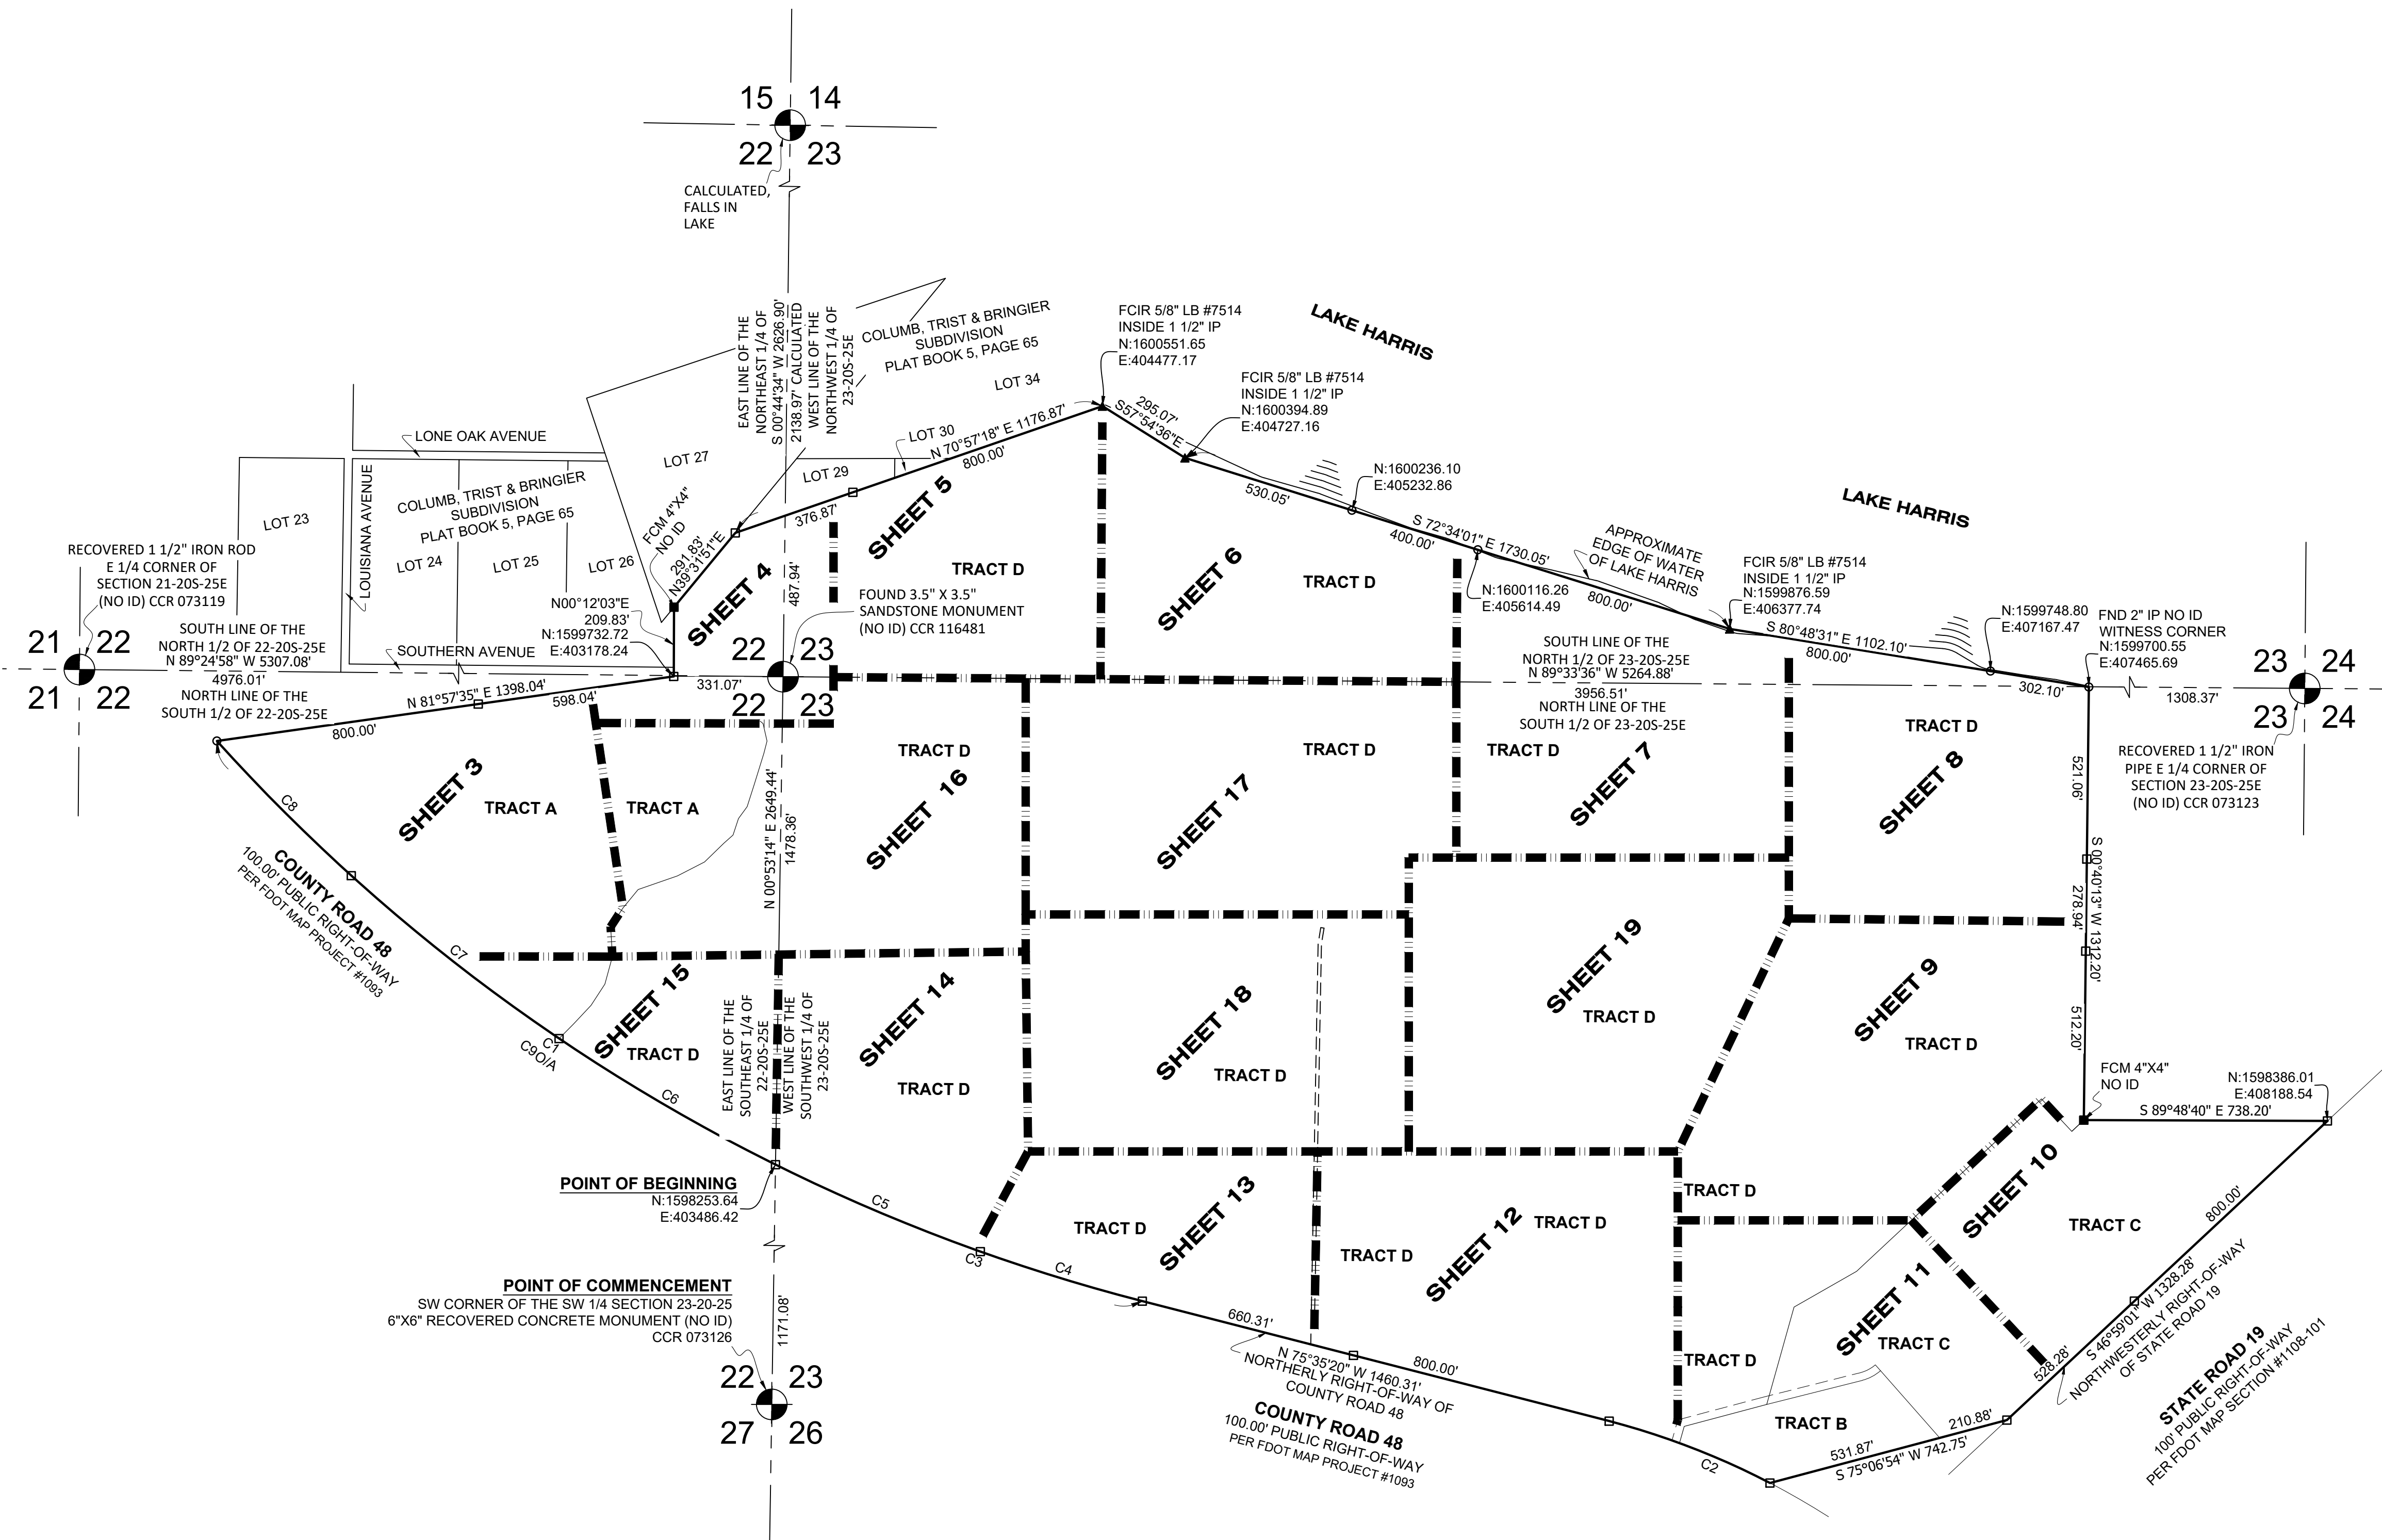 15 14
22 23
CALCULATED,
FALLS IN
LAKE
EAST LINE OF THE
NORTHEAST 1/4 OF
S 00°44'34" W 2626.90'
2138.97' CALCULATED
WEST LINE OF THE
NORTHWEST 1/4 OF
23-20S-25E
COLUMB, TRIST & BRINGIER
SUBDIVISION
PLAT BOOK 5, PAGE 65
LOT 34
FCIR 5/8" LB #7514
INSIDE 1 1/2" IP
N:1600551.65
E:404477.17
LAKE HARRIS
295.07'
S57°54'36"E
FCIR 5/8" LB #7514
INSIDE 1 1/2" IP
N:1600394.89
E:404727.16
LONE OAK AVENUE
LOUISIANA AVENUE
LOT 23
COLUMB, TRIST & BRINGIER
SUBDIVISION
PLAT BOOK 5, PAGE 65
LOT 24
LOT 25
LOT 26
LOT 27
FCM 4"X4"
NO ID
LOT 29
LOT 30
N 70°57'18" E 1176.87'
800.00'
376.87'
291.83'
N39°31'51"E
487.94'
SHEET 4
SHEET 5
TRACT D
SHEET 6
TRACT D
530.05'
N:1600236.10
E:405232.86
S 72°34'01" E 1730.05'
400.00'
N:1600116.26
E:405614.49
800.00'
APPROXIMATE
EDGE OF WATER
OF LAKE HARRIS
LAKE HARRIS
FCIR 5/8" LB #7514
INSIDE 1 1/2" IP
N:1599876.59
E:406377.74
S 80°48'31" E 1102.10'
800.00'
N:1599748.80
E:407167.47
FND 2" IP NO ID
WITNESS CORNER
N:1599700.55
E:407465.69
302.10'
1308.37'
23 24
23 24
RECOVERED 1 1/2" IRON
PIPE E 1/4 CORNER OF
SECTION 23-20S-25E
(NO ID) CCR 073123
RECOVERED 1 1/2" IRON ROD
E 1/4 CORNER OF
SECTION 21-20S-25E
(NO ID) CCR 073119
21 22
21 22
SOUTH LINE OF THE
NORTH 1/2 OF 22-20S-25E
N 89°24'58" W 5307.08'
4976.01'
NORTH LINE OF THE
SOUTH 1/2 OF 22-20S-25E
SOUTHERN AVENUE
N00°12'03"E
209.83'
N:1599732.72
E:403178.24
331.07'
FOUND 3.5" X 3.5"
SANDSTONE MONUMENT
(NO ID) CCR 116481
22 23
22 23
SOUTH LINE OF THE
NORTH 1/2 OF 23-20S-25E
N 89°33'36" W 5264.88'
3956.51'
NORTH LINE OF THE
SOUTH 1/2 OF 23-20S-25E
N 81°57'35" E 1398.04'
598.04'
800.00'
SHEET 3
TRACT A
TRACT A
TRACT D
SHEET 16
N 00°53'14" E 2649.44'
1478.36'
TRACT D
SHEET 17
TRACT D
SHEET 7
TRACT D
SHEET 8
521.06'
S 00°40'13" W 1312.20'
278.94'
512.20'
C8
COUNTY ROAD 48
100.00' PUBLIC RIGHT-OF-WAY
PER FDOT MAP PROJECT #1093
C7
C1
C9O/A
C6
SHEET 15
TRACT D
EAST LINE OF THE
SOUTHEAST 1/4 OF
22-20S-25E
WEST LINE OF THE
SOUTHWEST 1/4 OF
23-20S-25E
SHEET 14
TRACT D
SHEET 18
TRACT D
SHEET 19
TRACT D
SHEET 9
TRACT D
FCM 4"X4"
NO ID
N:1598386.01
E:408188.54
S 89°48'40" E 738.20'
POINT OF BEGINNING
N:1598253.64
E:403486.42
C5
C3
C4
TRACT D
SHEET 13
TRACT D
SHEET 12
TRACT D
TRACT D
TRACT D
SHEET 10
TRACT C
SHEET 11
TRACT C
TRACT B
800.00'
S 46°59'01" W 1328.28'
528.28'
NORTHWESTERLY RIGHT-OF-WAY
OF STATE ROAD 19
STATE ROAD 19
100' PUBLIC RIGHT-OF-WAY
PER FDOT MAP SECTION #1108-101
POINT OF COMMENCEMENT
SW CORNER OF THE SW 1/4 SECTION 23-20-25
6"X6" RECOVERED CONCRETE MONUMENT (NO ID)
CCR 073126
1171.08'
22 23
27 26
660.31'
N 75°35'20" W 1460.31'
800.00'
NORTHERLY RIGHT-OF-WAY OF
COUNTY ROAD 48
COUNTY ROAD 48
100.00' PUBLIC RIGHT-OF-WAY
PER FDOT MAP PROJECT #1093
C2
531.87'
210.88'
S 75°06'54" W 742.75'